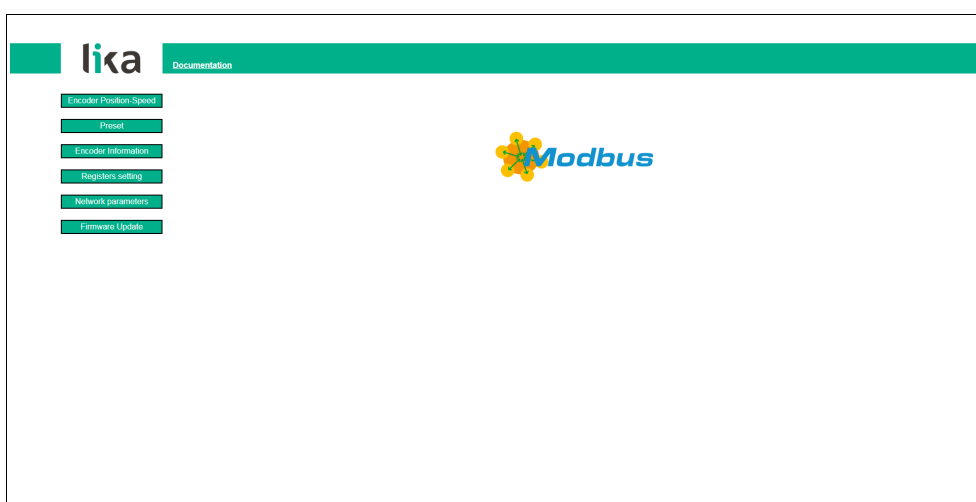 lika
Documentation
Encoder Position-Speed
Preset
Modbus
Encoder Information
Registers setting
Network parameters
Firmware Update